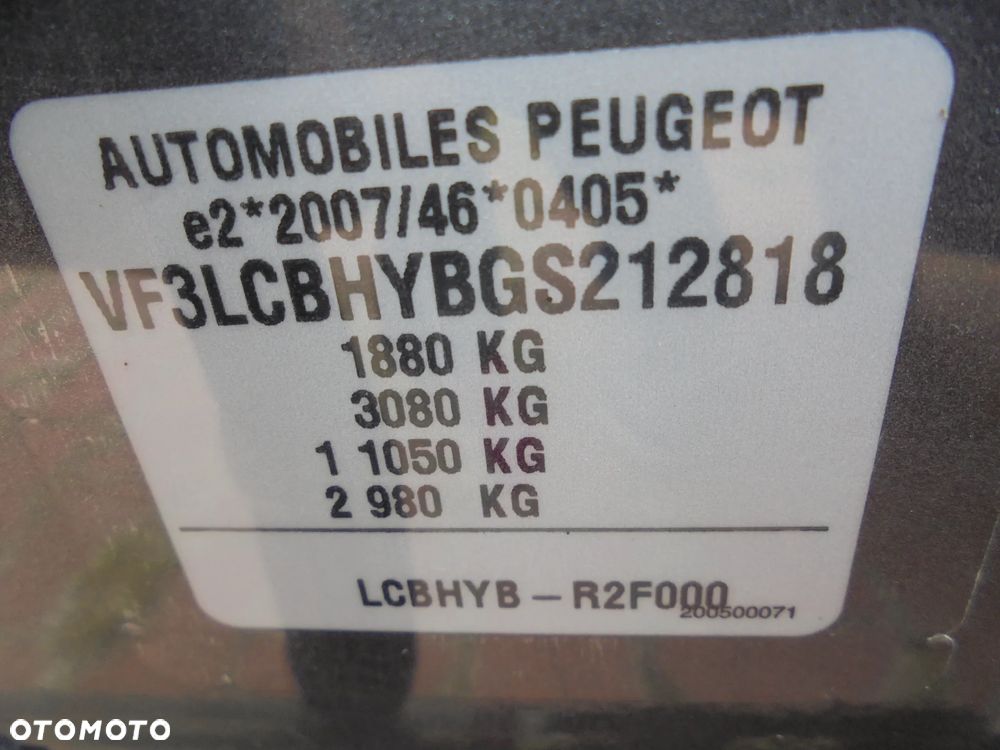 AUTOMOBILES PEUGEOT
e2*2007/46*0405*
VF3LCBHYBGS212818
1880 KG
3080 KG
1 1050 KG
2 980 KG
LCBHYB – R2F000
200500071
OTOMOTO